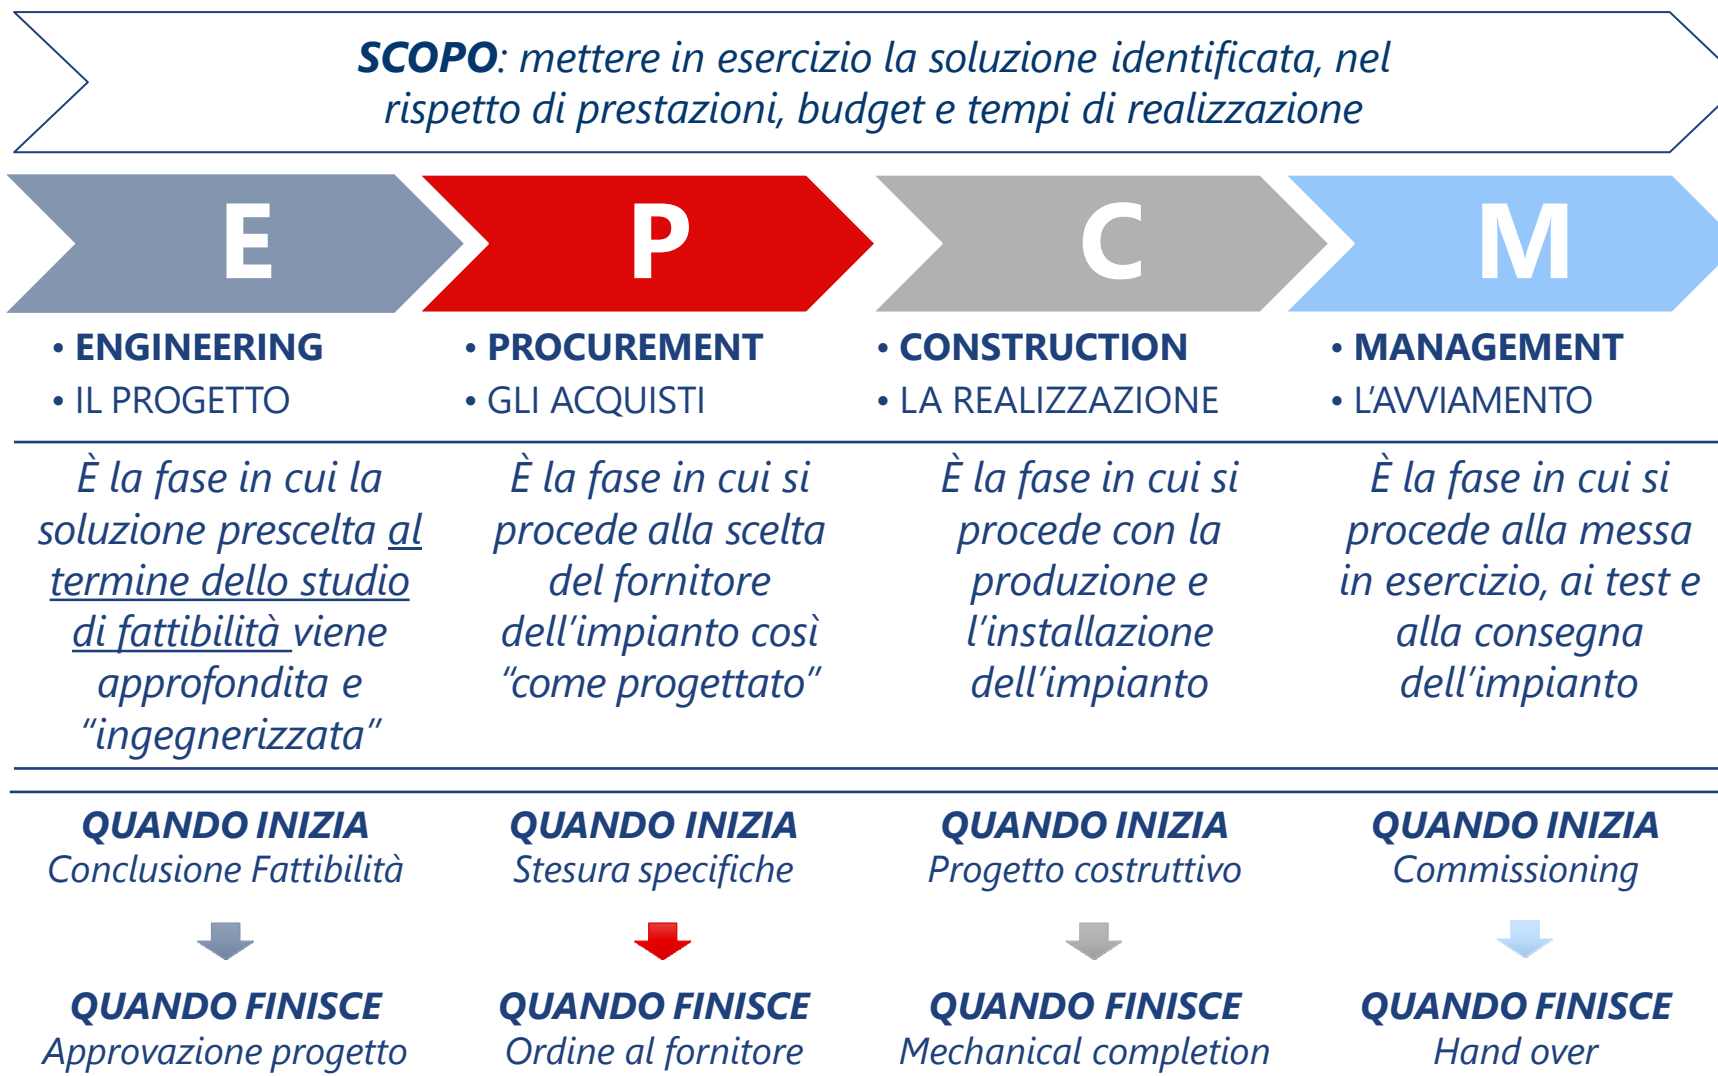 SCOPO: mettere in esercizio la soluzione identificata, nel
rispetto di prestazioni, budget e tempi di realizzazione
E
P
C
M
• ENGINEERING
• IL PROGETTO
• PROCUREMENT
• GLI ACQUISTI
• CONSTRUCTION
• LA REALIZZAZIONE
• MANAGEMENT
• L’AVVIAMENTO
È la fase in cui la
soluzione prescelta al
termine dello studio
di fattibilità viene
approfondita e
“ingegnerizzata”
È la fase in cui si
procede alla scelta
del fornitore
dell’impianto così
“come progettato”
È la fase in cui si
procede con la
produzione e
l’installazione
dell’impianto
È la fase in cui si
procede alla messa
in esercizio, ai test e
alla consegna
dell’impianto
QUANDO INIZIA
Conclusione Fattibilità
QUANDO FINISCE
Approvazione progetto
QUANDO INIZIA
Stesura specifiche
QUANDO FINISCE
Ordine al fornitore
QUANDO INIZIA
Progetto costruttivo
QUANDO FINISCE
Mechanical completion
QUANDO INIZIA
Commissioning
QUANDO FINISCE
Hand over